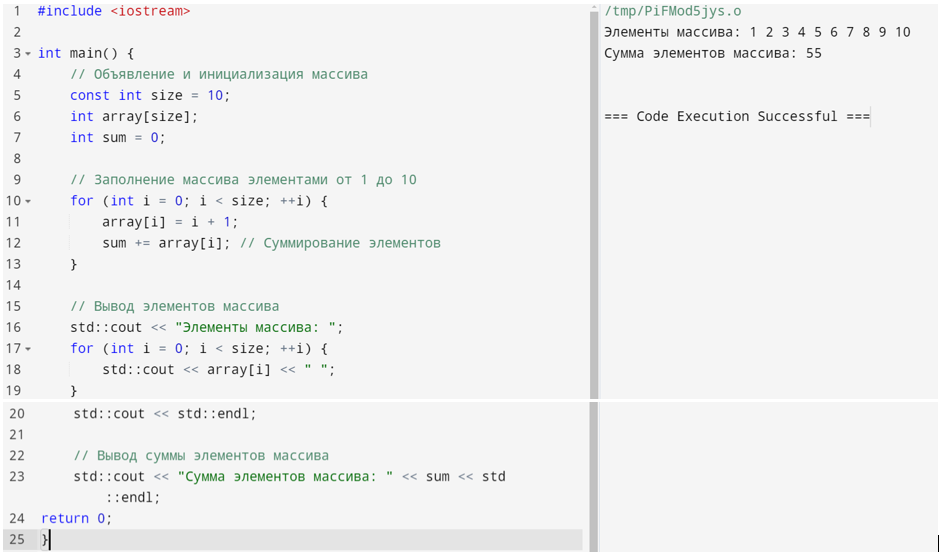 1 #include <iostream>
2
3 int main() {
4 // Объявление и инициализация массива
5 const int size = 10;
6 int array[size];
7 int sum = 0;
8
9 // Заполнение массива элементами от 1 до 10
10 for (int i = 0; i < size; ++i) {
11 array[i] = i + 1;
12 sum += array[i]; // Суммирование элементов
13 }
14
15 // Вывод элементов массива
16 std::cout << "Элементы массива: ";
17 for (int i = 0; i < size; ++i) {
18 std::cout << array[i] << " ";
19 }
20 std::cout << std::endl;
21
22 // Вывод суммы элементов массива
23 std::cout << "Сумма элементов массива: " << sum << std
::endl;
24 return 0;
25 }
/tmp/PiFMod5jys.o
Элементы массива: 1 2 3 4 5 6 7 8 9 10
Сумма элементов массива: 55
=== Code Execution Successful ===